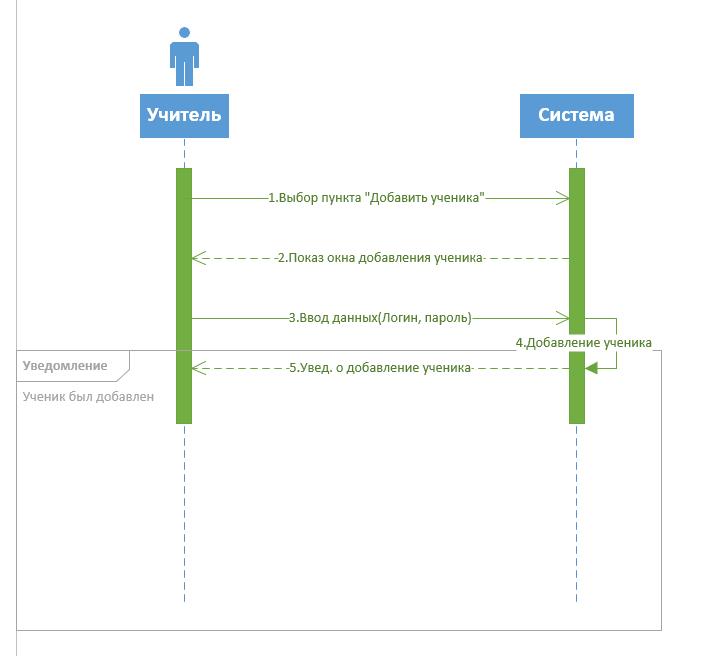 Учитель
Система
1.Выбор пункта "Добавить ученика"
2.Показ окна добавления ученика
3.Ввод данных(Логин, пароль)
4.Добавление ученика
Уведомление
5.Увед. о добавление ученика
Ученик был добавлен